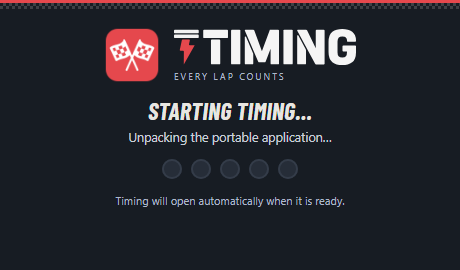 TIMING
EVERY LAP COUNTS
STARTING TIMING...
Unpacking the portable application...
Timing will open automatically when it is ready.